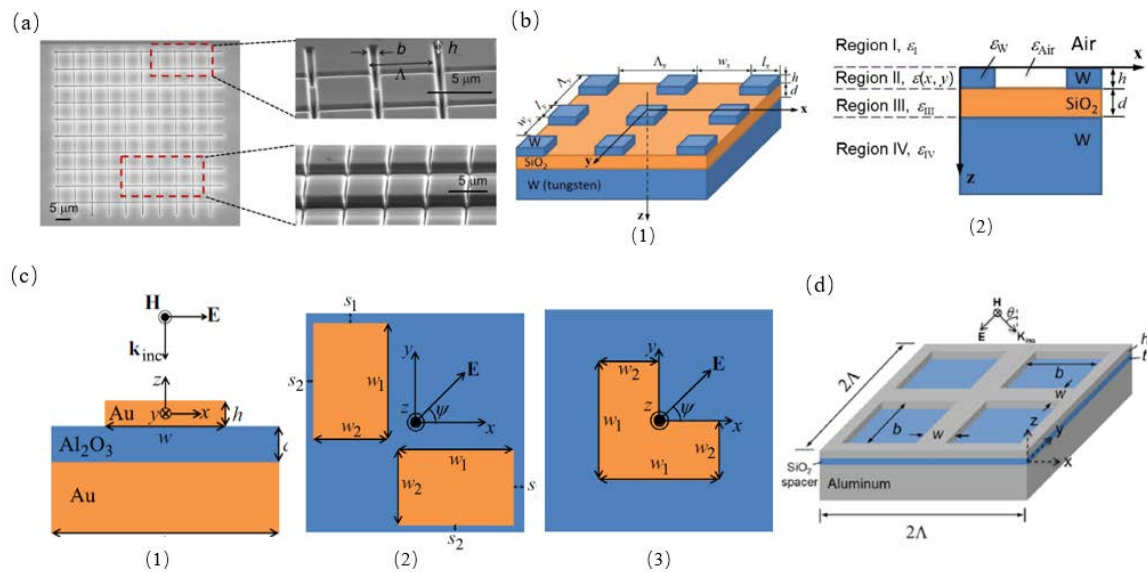 (a)
b
h
Λ
5 μm
5 μm
5 μm
(b)
Λx
wx
lx
h
d
Λy
ly
wy
x
W
y
SiO2
W (tungsten)
z
(1)
Region I, εI
Region II, ε(x, y)
Region III, εIII
Region IV, εIV
εW
εAir
Air
x
W
h
SiO2
d
W
z
(2)
(c)
H
E
kinc
z
Au
y
x
h
w
Al2O3
Au
(1)
s1
s2
w1
w2
y
E
z
ψ
x
w1
w2
s
s2
(2)
y
w2
E
z
ψ
x
w1
w2
w1
(3)
(d)
H
θ
E
Kinc
h
t
2Λ
b
w
b
w
z
y
x
SiO2
spacer
Aluminum
2Λ